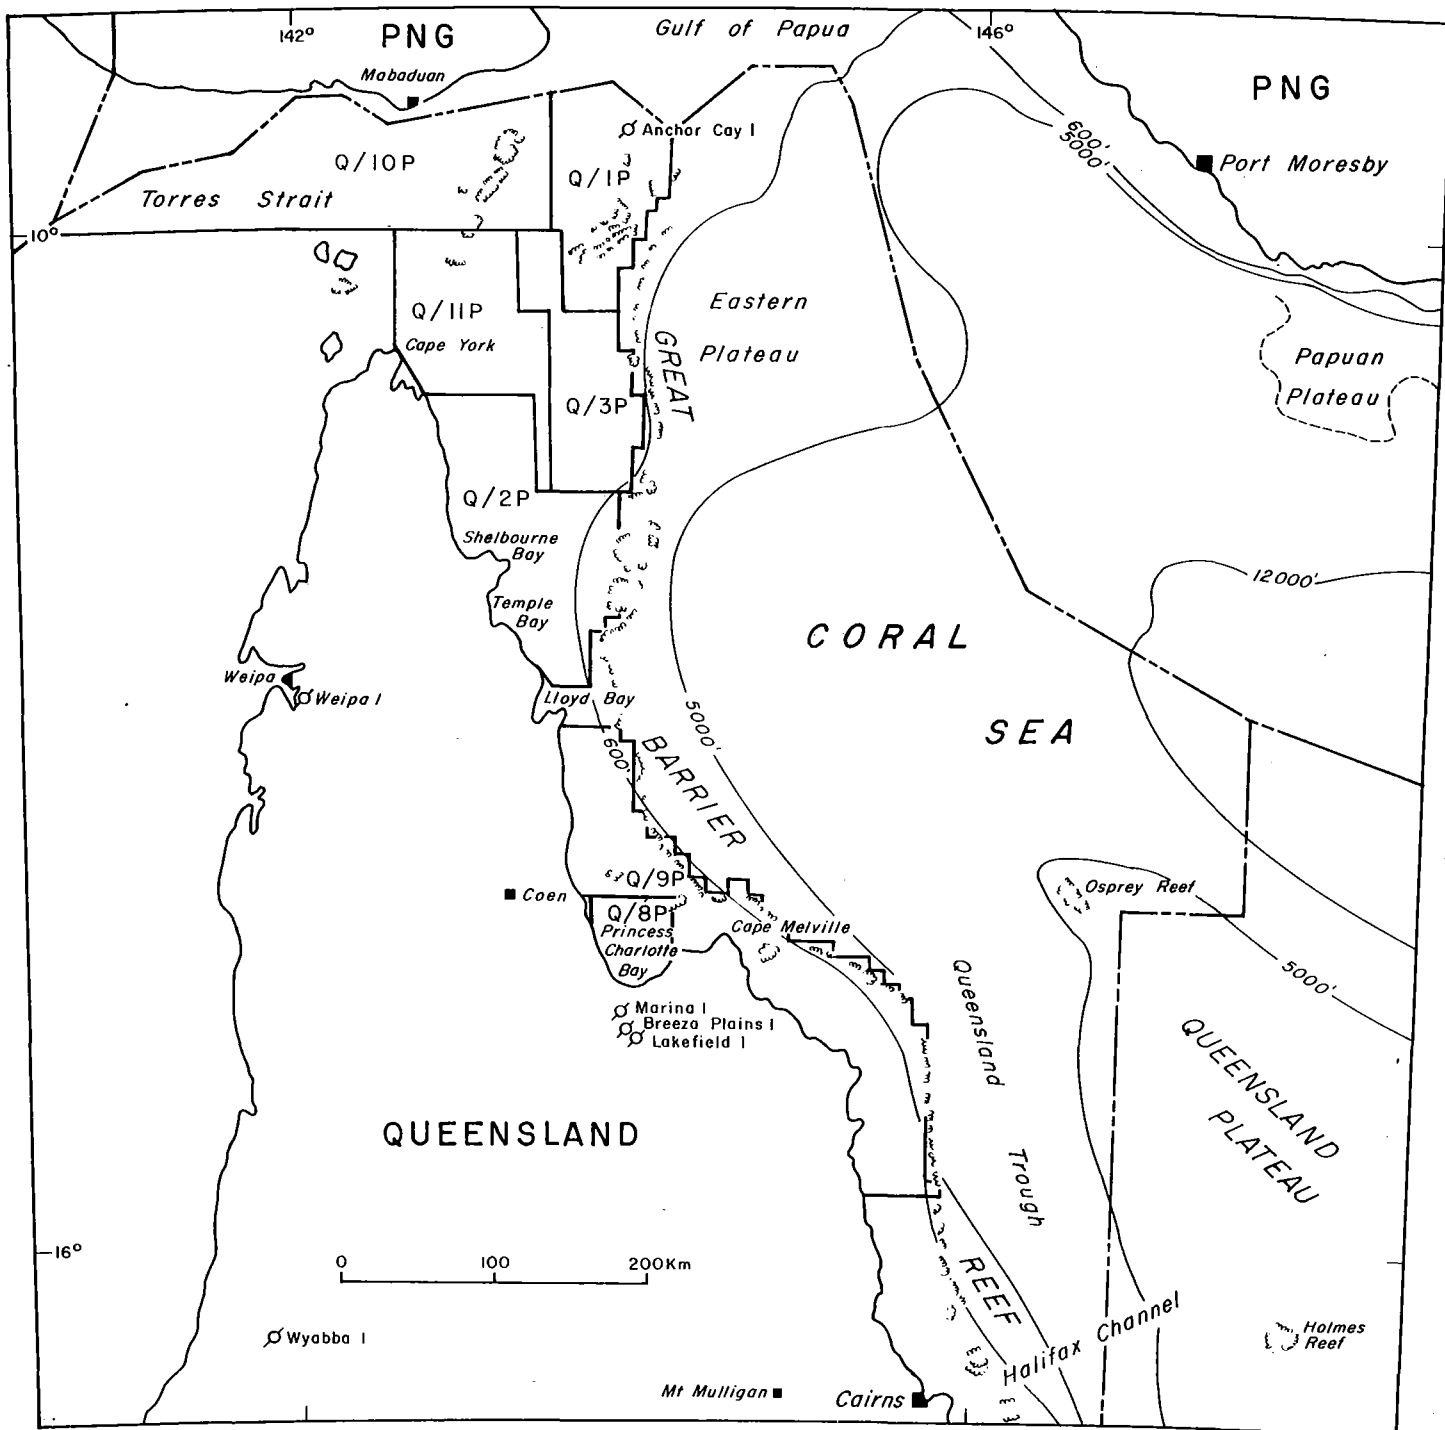 142°
PNG
Gulf of Papua
146°
PNG
Mabaduan
Anchor Cay 1
600'
5000'
Port Moresby
Q/10P
Q/1P
Torres Strait
10°
Eastern
Plateau
Q/11P
Cape York
GREAT
Papuan
Plateau
Q/3P
Q/2P
Shelbourne
Bay
12000'
Temple
Bay
CORAL
SEA
Weipa
Weipa 1
Lloyd Bay
5000'
600'
BARRIER
Q/9P
Coen
Osprey Reef
Q/8P
Princess
Charlotte
Bay
Cape Melville
5000'
Queensland
Trough
Marina 1
Breeza Plains 1
Lakefield 1
QUEENSLAND
PLATEAU
QUEENSLAND
16°
0 100 200Km
REEF
Halifax Channel
Wyabba 1
Holmes
Reef
Mt Mulligan
Cairns